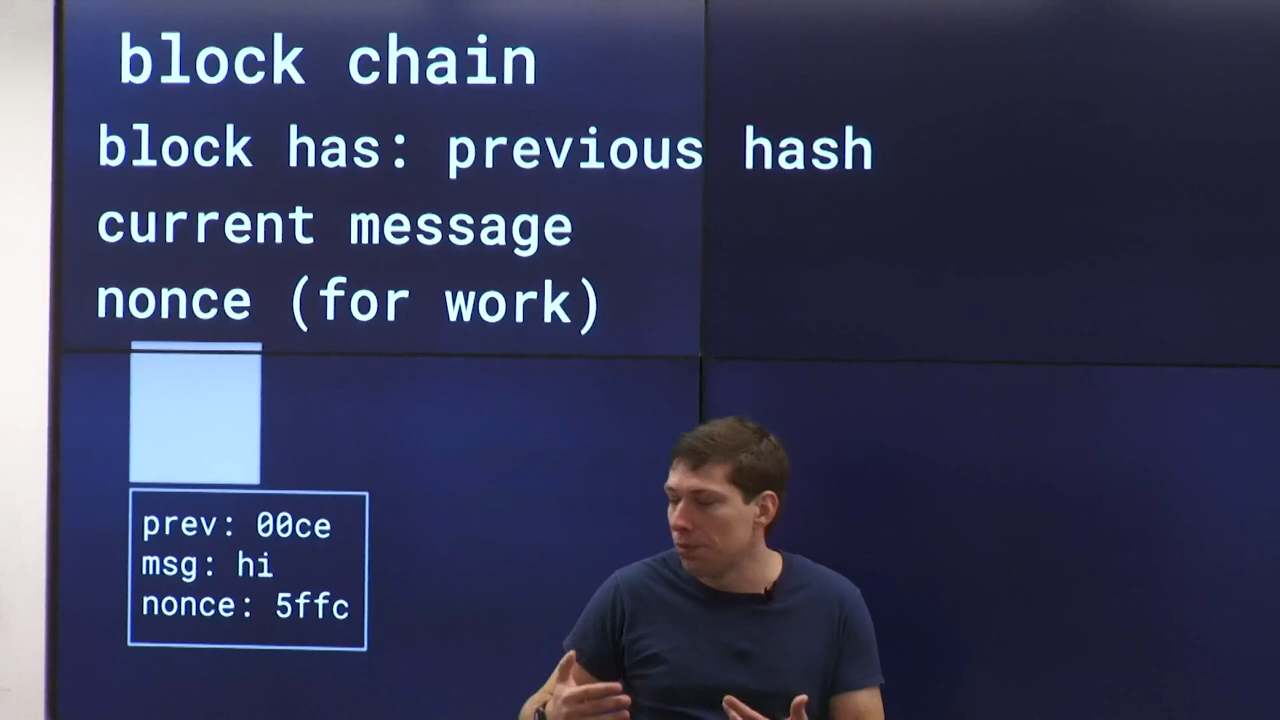 block chain
block has: previous hash
current message
nonce (for work)
prev: 00ce
msg: hi
nonce: 5ffc